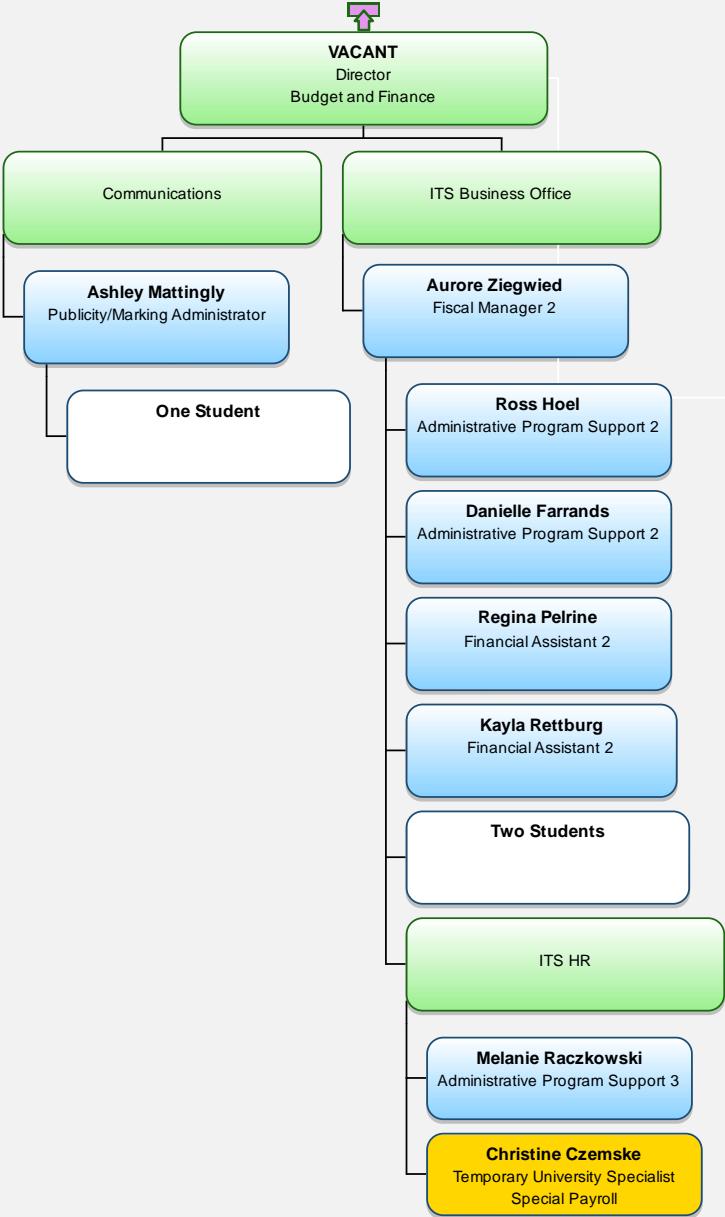 VACANT
Director
Budget and Finance
Communications
ITS Business Office
Ashley Mattingly
Publicity/Marking Administrator
One Student
Aurore Ziegwied
Fiscal Manager 2
Ross Hoel
Administrative Program Support 2
Danielle Farrands
Administrative Program Support 2
Regina Pelrine
Financial Assistant 2
Kayla Rettburg
Financial Assistant 2
Two Students
ITS HR
Melanie Raczkowski
Administrative Program Support 3
Christine Czemske
Temporary University Specialist
Special Payroll